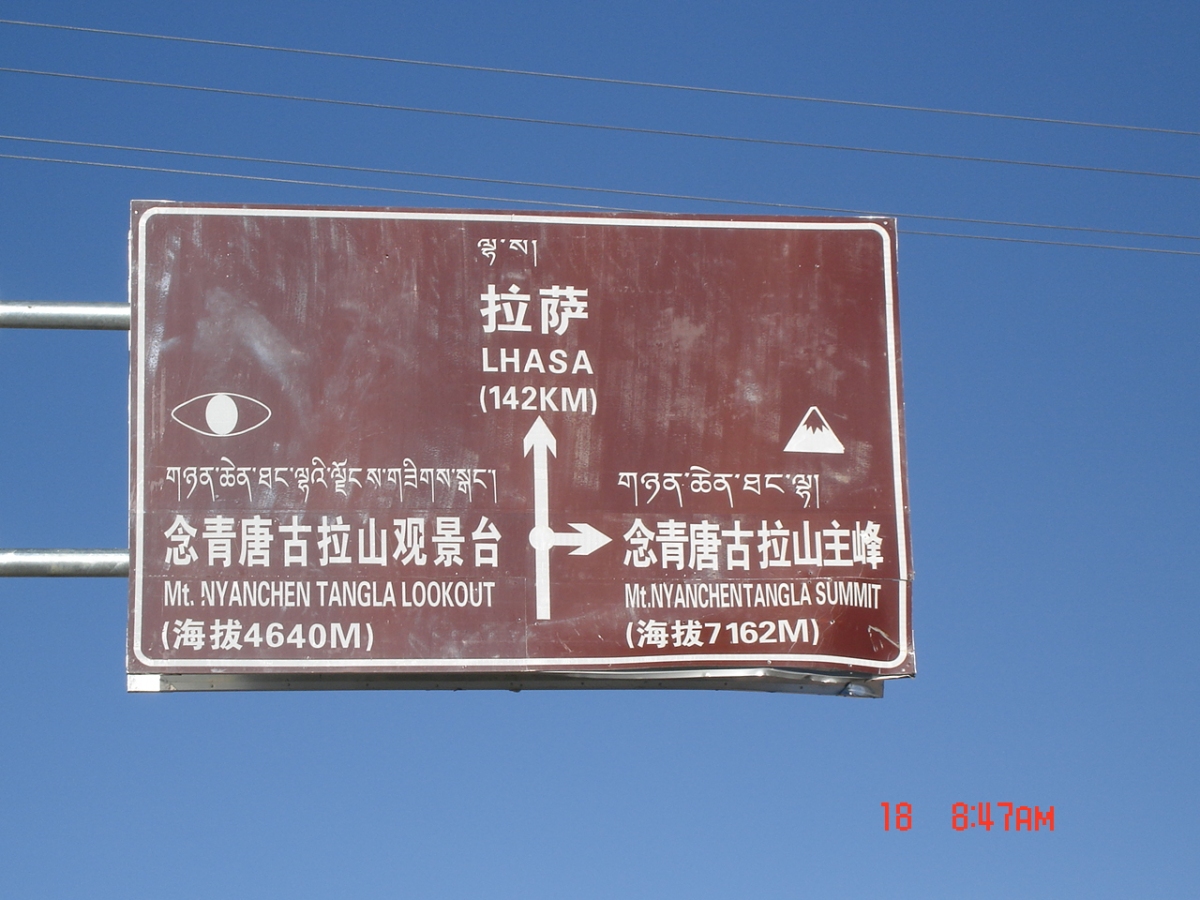 ལྷ་ས།
拉萨
LHASA
(142KM)
གཉན་ཆེན་ཐང་ལྷའི་ལྗོངས་གཟིགས་སྒང་།
念青唐古拉山观景台
Mt. NYANCHEN TANGLA LOOKOUT
(海拔4640M)
གཉན་ཆེན་ཐང་ལྷ།
念青唐古拉山主峰
Mt.NYANCHENTANGLA SUMMIT
(海拔7162M)
18 8:47AM